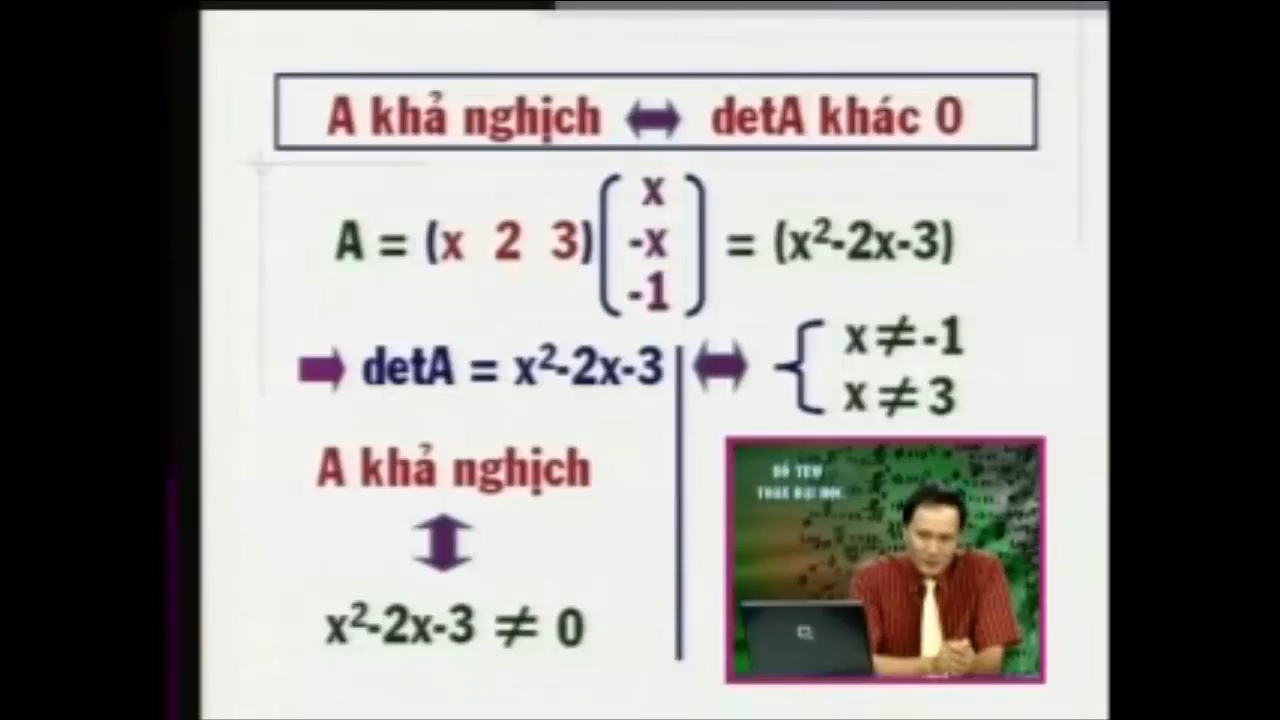 A khả nghịch ⟷ detA khác 0
A = (x 2 3) ( x -x -1 ) = (x²-2x-3)
➡ detA = x²-2x-3 ⟷ { x ≠ -1
x ≠ 3
A khả nghịch
↕
x²-2x-3 ≠ 0